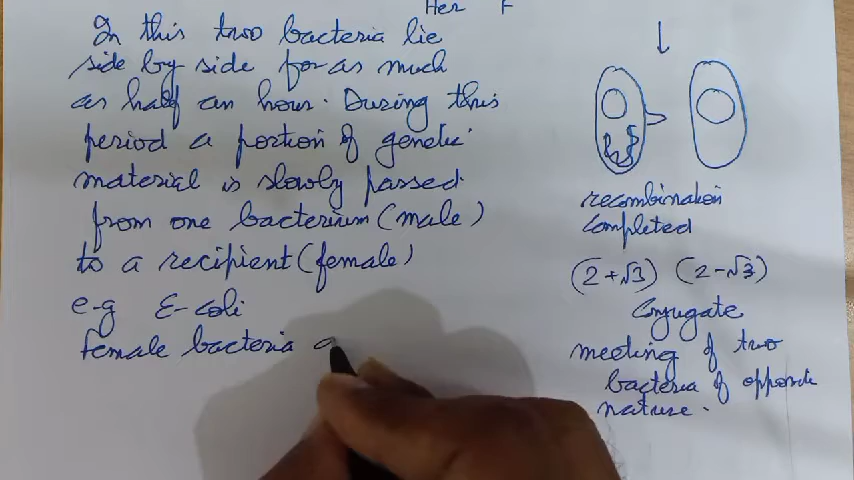 Her F
In this two bacteria lie
side by side for as much
as half an hour. During this
period a portion of genetic
material is slowly passed
from one bacterium (male)
to a recipient (female)
e-g E-coli
female bacteria a
recombination
completed
(2+√3) (2-√3)
Conjugate
meeting of two
bacteria of opposite
nature.